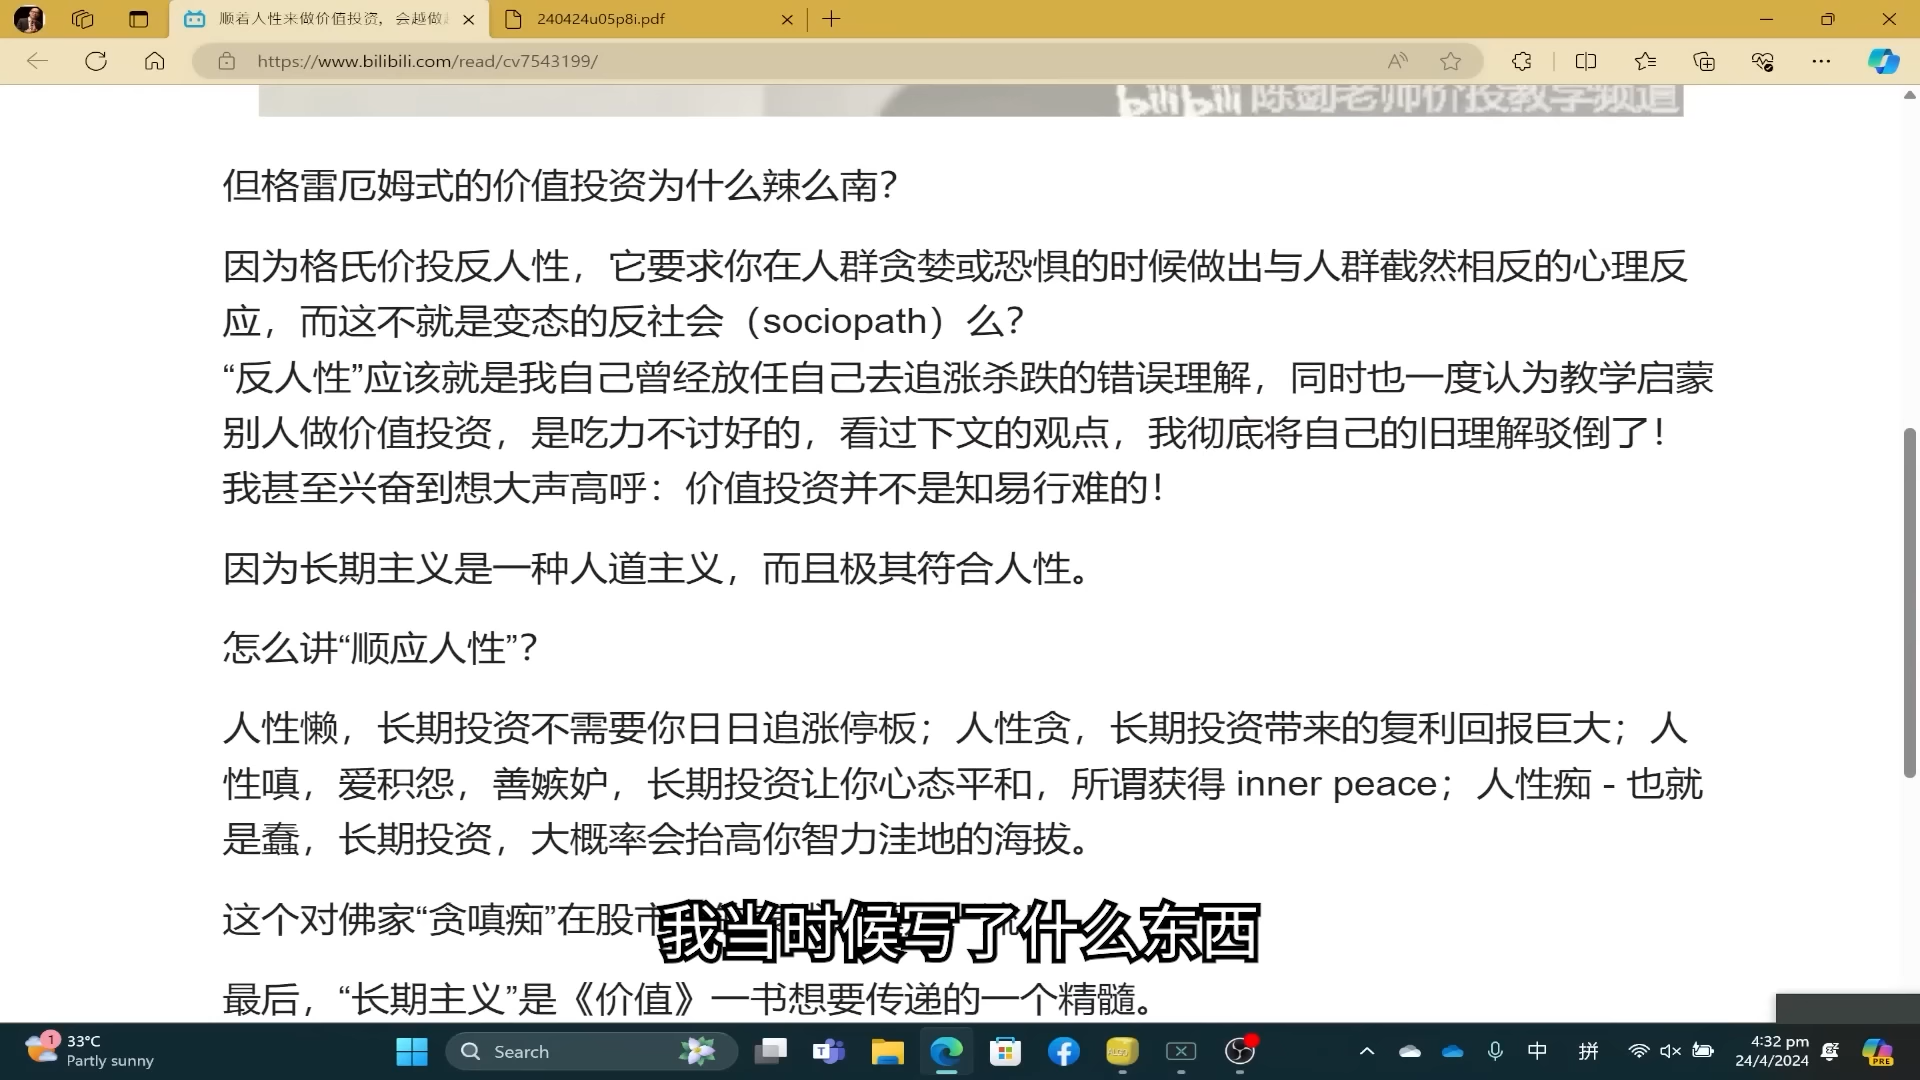 顺着人性来做价值投资，会越做
240424u05p8i.pdf
https://www.bilibili.com/read/cv7543199/
bilibili 陈剑老师价投教学频道
但格雷厄姆式的价值投资为什么辣么南？
因为格氏价投反人性，它要求你在人群贪婪或恐惧的时候做出与人群截然相反的心理反
应，而这不就是变态的反社会（sociopath）么？
“反人性”应该就是我自己曾经放任自己去追涨杀跌的错误理解，同时也一度认为教学启蒙
别人做价值投资，是吃力不讨好的，看过下文的观点，我彻底将自己的旧理解驳倒了！
我甚至兴奋到想大声高呼：价值投资并不是知易行难的！
因为长期主义是一种人道主义，而且极其符合人性。
怎么讲“顺应人性”？
人性懒，长期投资不需要你日日追涨停板；人性贪，长期投资带来的复利回报巨大；人
性嗔，爱积怨，善嫉妒，长期投资让你心态平和，所谓获得 inner peace；人性痴 - 也就
是蠢，长期投资，大概率会抬高你智力洼地的海拔。
这个对佛家“贪嗔痴”在股市
我当时候写了什么东西
最后，“长期主义”是《价值》一书想要传递的一个精髓。
1
33°C
Partly sunny
Search
中
拼
4:32 pm
24/4/2024
PRE